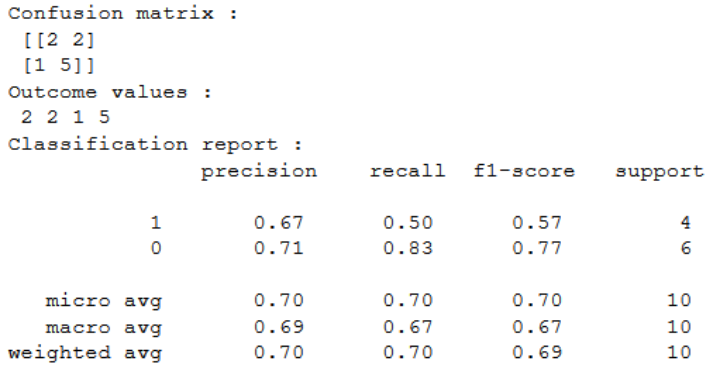 Confusion matrix :
[[2 2]
[1 5]]
Outcome values :
2 2 1 5
Classification report :
precision recall f1-score support
1 0.67 0.50 0.57 4
0 0.71 0.83 0.77 6
micro avg 0.70 0.70 0.70 10
macro avg 0.69 0.67 0.67 10
weighted avg 0.70 0.70 0.69 10